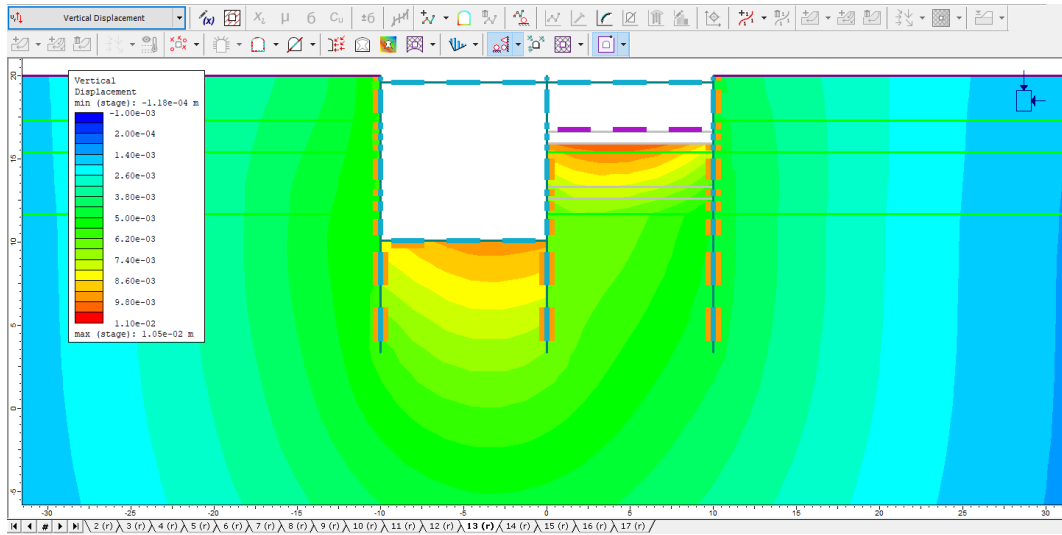 Vertical Displacement
(x) X_L µ б C_u ±б
Vertical
Displacement
min (stage): -1.18e-04 m
-1.00e-03
2.00e-04
1.40e-03
2.60e-03
3.80e-03
5.00e-03
6.20e-03
7.40e-03
8.60e-03
9.80e-03
1.10e-02
max (stage): 1.05e-02 m
20
15
10
5
0
-5
-30 -25 -20 -15 -10 -5 0 5 10 15 20 25 30
# 2 (r) 3 (r) 4 (r) 5 (r) 6 (r) 7 (r) 8 (r) 9 (r) 10 (r) 11 (r) 12 (r) 13 (r) 14 (r) 15 (r) 16 (r) 17 (r)